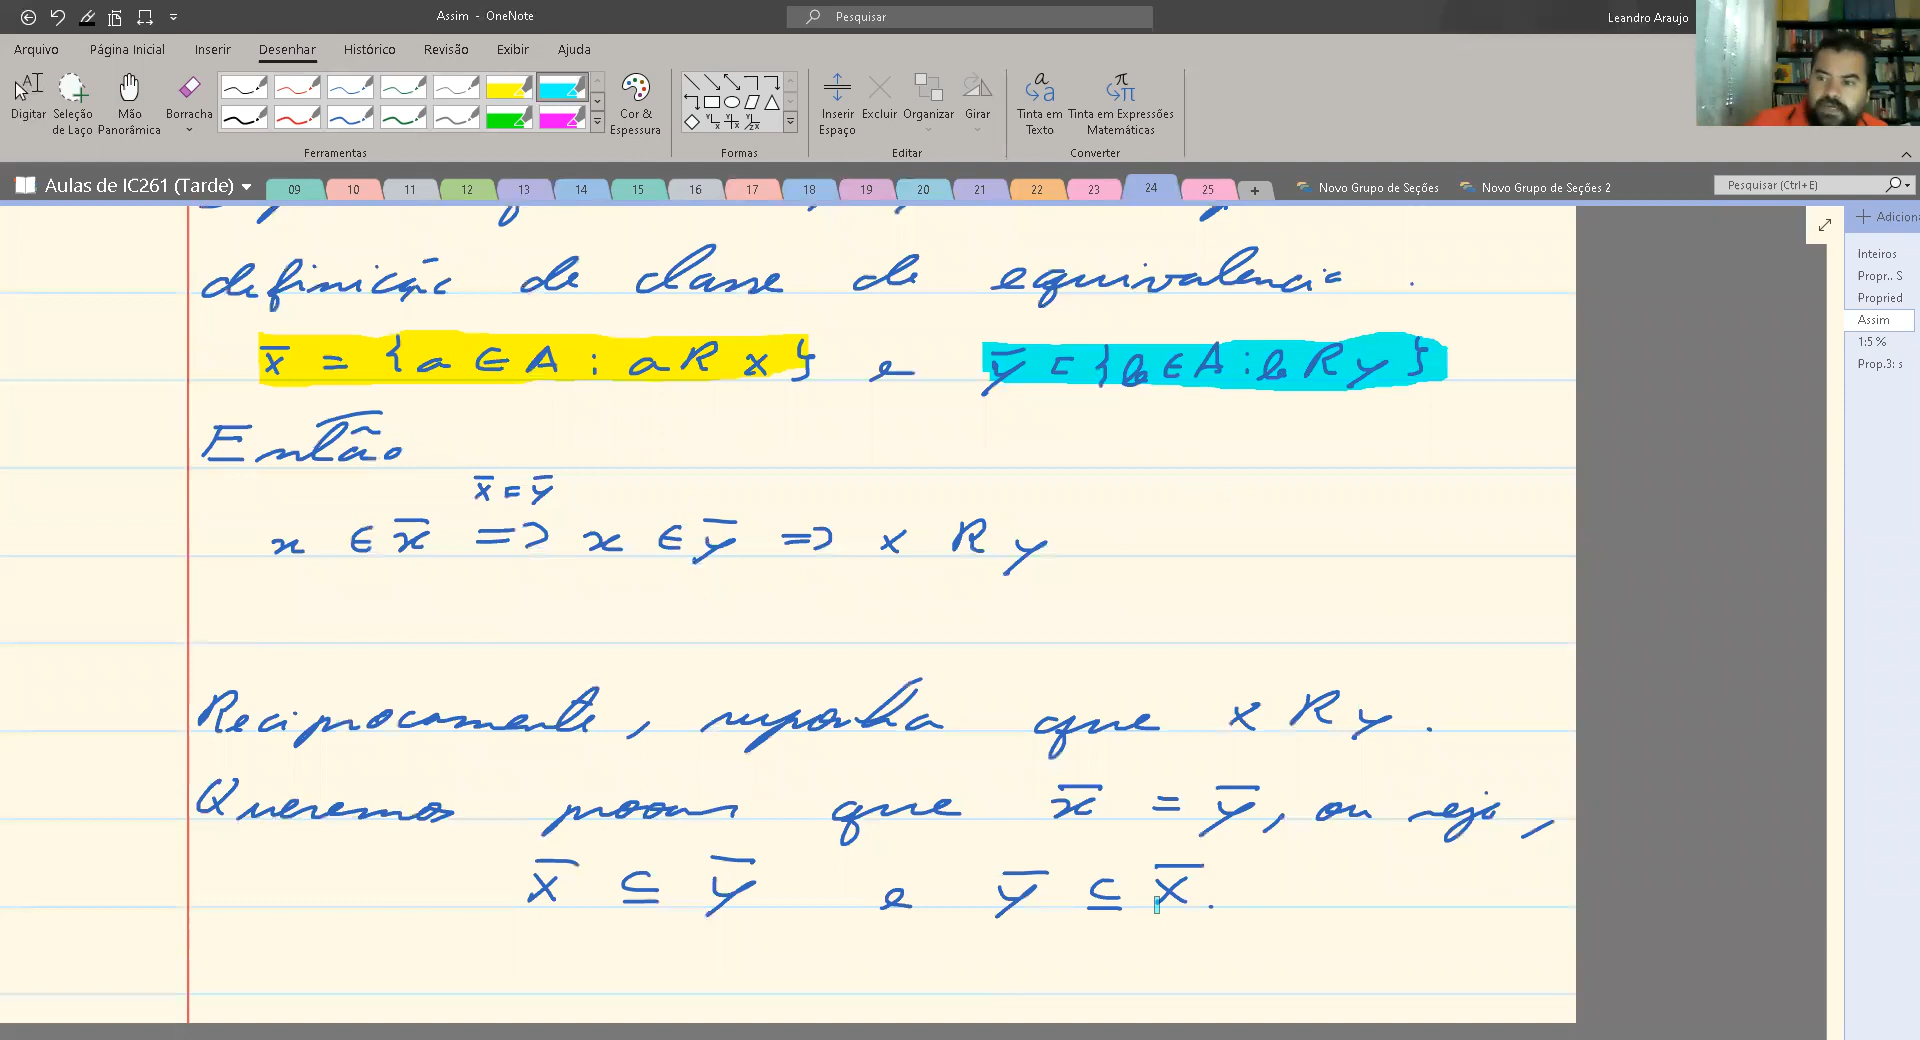 Assim - OneNote
Pesquisar
Leandro Araujo
Arquivo Página Inicial Inserir Desenhar Histórico Revisão Exibir Ajuda
Digitar
Seleção de Laço
Mão Panorâmica
Borracha
Cor & Espessura
Inserir Espaço
Excluir
Organizar
Girar
Tinta em Texto
Tinta em Expressões Matemáticas
Ferramentas
Formas
Editar
Converter
Aulas de IC261 (Tarde)
09 10 11 12 13 14 15 16 17 18 19 20 21 22 23 24 25
Novo Grupo de Seções
Novo Grupo de Seções 2
Pesquisar (Ctrl+E)
Adiciona
Inteiros
Propr.. S
Propried
Assim
1:5 %
Prop.3: s
definição de classe de equivalencia.
x̅ = {a ∈ A : a R x} e y̅ = {b ∈ A : b R y}
Então
x̅ = y̅
x ∈ x̅ => x ∈ y̅ => x R y
Reciprocamente, suponha que x R y.
Queremos provar que x̅ = y̅, ou seja,
x̅ ⊆ y̅ e y̅ ⊆ x̅.